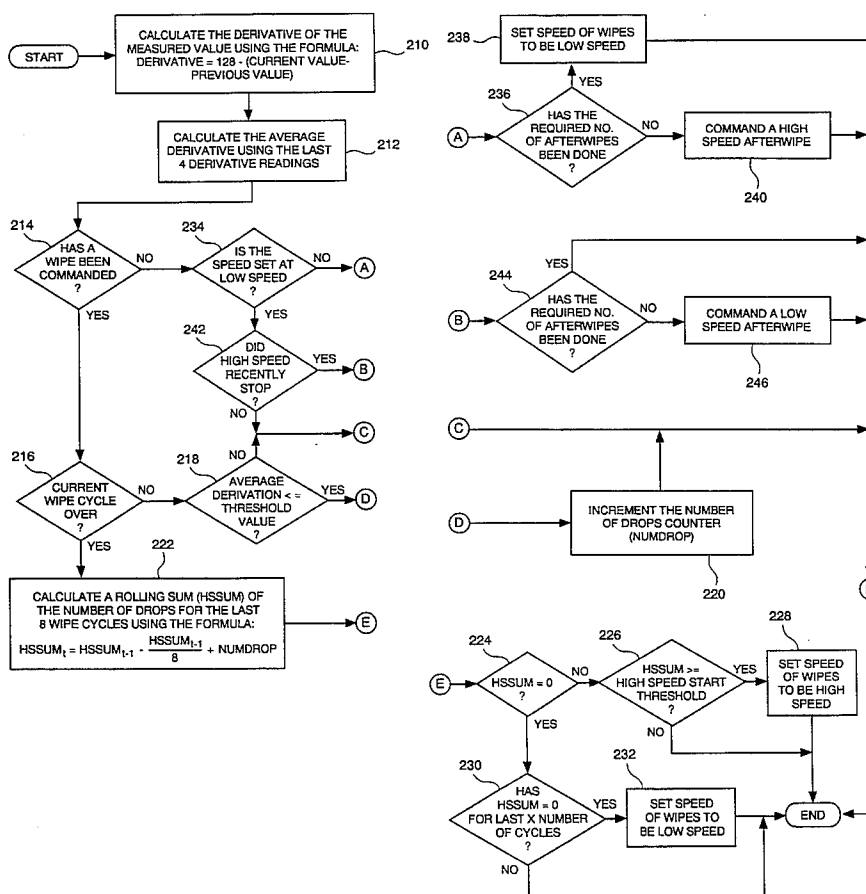 START
CALCULATE THE DERIVATIVE OF THE
MEASURED VALUE USING THE FORMULA:
DERIVATIVE = 128 - (CURRENT VALUE-
PREVIOUS VALUE)
210
CALCULATE THE AVERAGE
DERIVATIVE USING THE LAST
4 DERIVATIVE READINGS
212
214
HAS A
WIPE BEEN
COMMANDED
?
NO
YES
234
IS THE
SPEED SET AT
LOW SPEED
?
NO
A
YES
242
DID
HIGH SPEED
RECENTLY
STOP
?
YES
B
NO
C
216
CURRENT
WIPE CYCLE
OVER
?
NO
YES
218
NO
AVERAGE
DERIVATION <=
THRESHOLD
VALUE
?
YES
D
222
CALCULATE A ROLLING SUM (HSSUM) OF
THE NUMBER OF DROPS FOR THE LAST
8 WIPE CYCLES USING THE FORMULA:
HSSUMt = HSSUMt-1 - HSSUMt-1/8 + NUMDROP
E
238
SET SPEED OF WIPES
TO BE LOW SPEED
YES
236
A
HAS THE
REQUIRED NO.
OF AFTERWIPES
BEEN DONE
?
NO
COMMAND A HIGH
SPEED AFTERWIPE
240
244
YES
B
HAS THE
REQUIRED NO.
OF AFTERWIPES
BEEN DONE
?
NO
COMMAND A LOW
SPEED AFTERWIPE
246
C
D
INCREMENT THE NUMBER
OF DROPS COUNTER
(NUMDROP)
220
224
E
HSSUM = 0
?
NO
YES
226
HSSUM >=
HIGH SPEED START
THRESHOLD
?
YES
NO
228
SET SPEED
OF WIPES
TO BE HIGH
SPEED
230
HAS
HSSUM = 0
FOR LAST X NUMBER
OF CYCLES
?
YES
NO
232
SET SPEED
OF WIPES TO
BE LOW SPEED
END